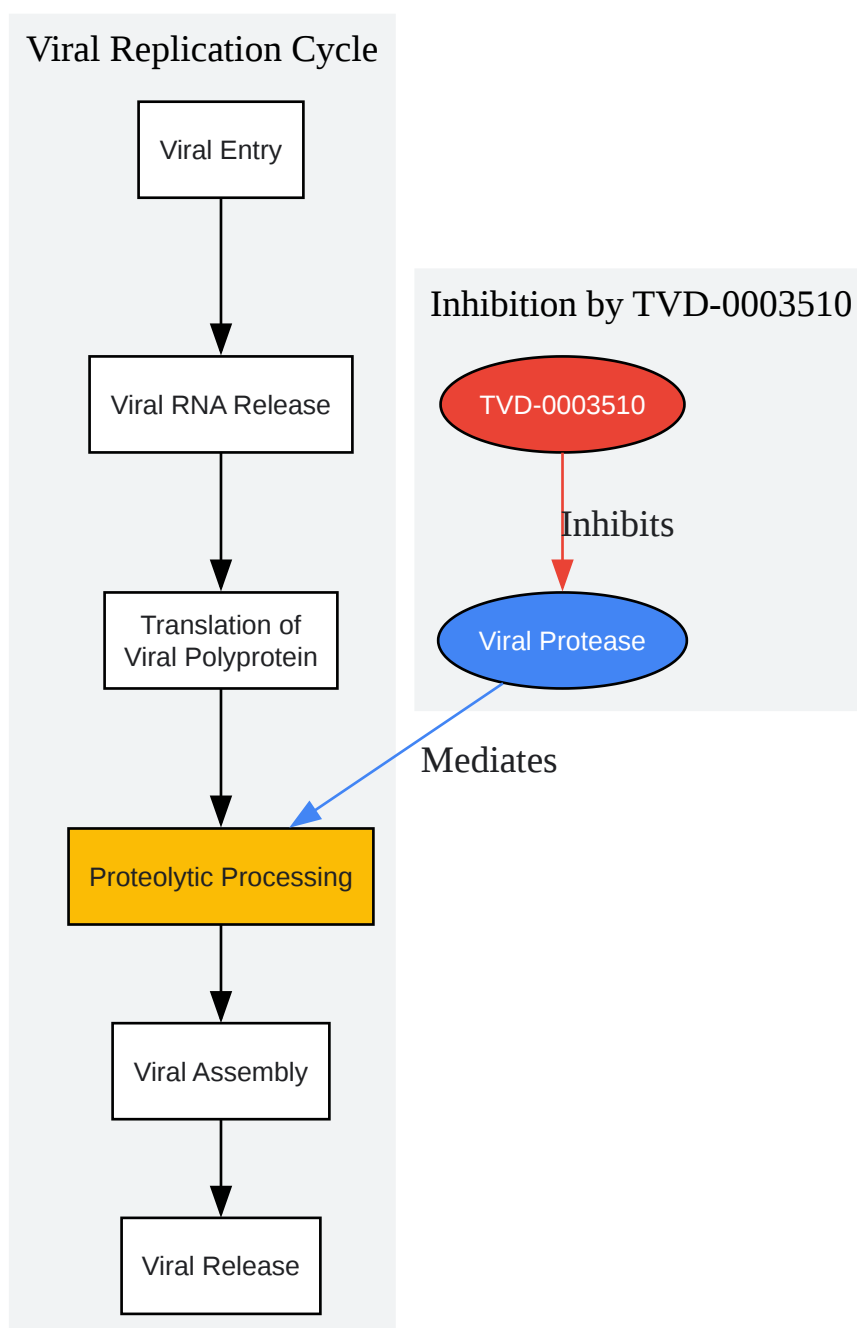 Viral Replication Cycle
Viral Entry
Viral RNA Release
Translation of
Viral Polyprotein
Proteolytic Processing
Viral Assembly
Viral Release
Inhibition by TVD-0003510
TVD-0003510
Inhibits
Viral Protease
Mediates